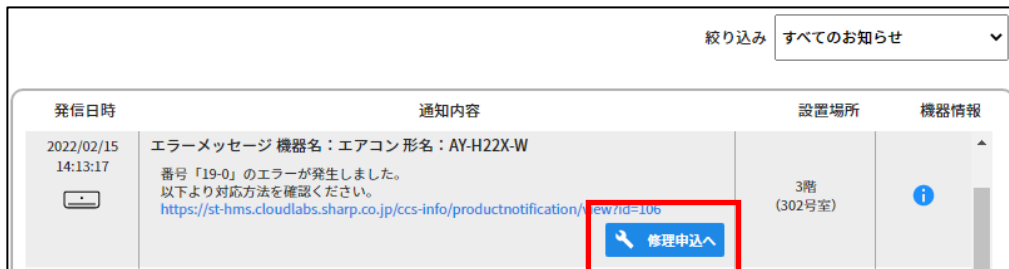 絞り込み すべてのお知らせ
発信日時 通知内容 設置場所 機器情報
2022/02/15
14:13:17
エラーメッセージ 機器名：エアコン 形名：AY-H22X-W
番号「19-0」のエラーが発生しました。
以下より対応方法を確認ください。
https://st-hms.cloudlabs.sharp.co.jp/ccs-info/productnotification/view?id=106
修理申込へ
3階
（302号室）